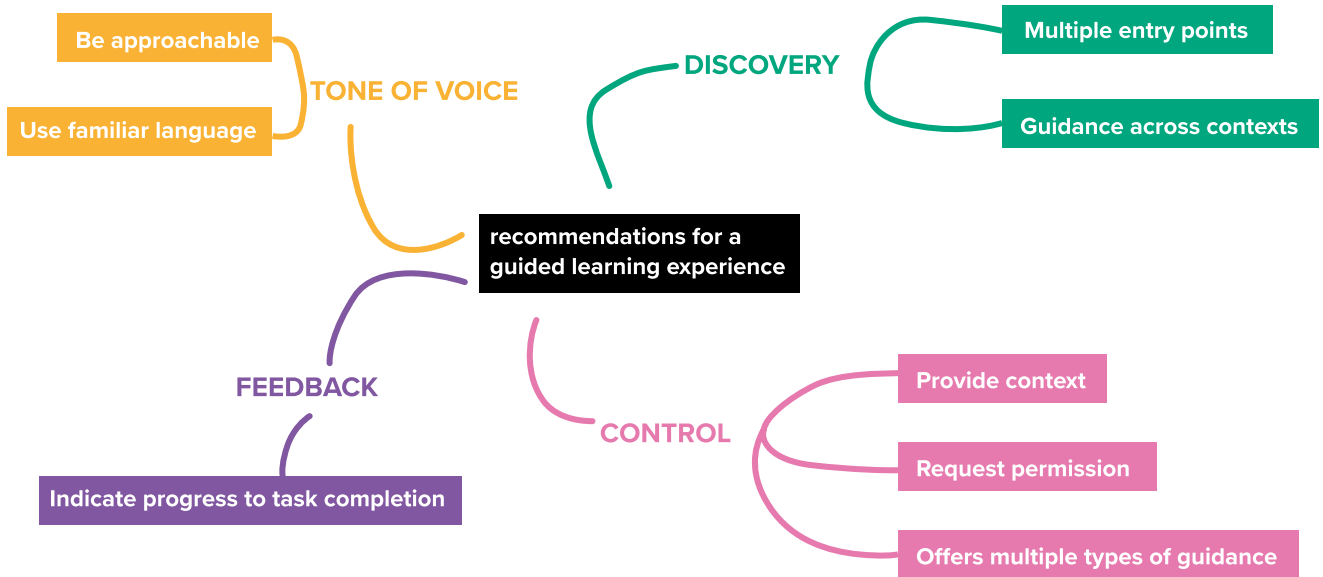 Be approachable
Use familiar language
TONE OF VOICE
DISCOVERY
Multiple entry points
Guidance across contexts
recommendations for a
guided learning experience
FEEDBACK
Indicate progress to task completion
CONTROL
Provide context
Request permission
Offers multiple types of guidance